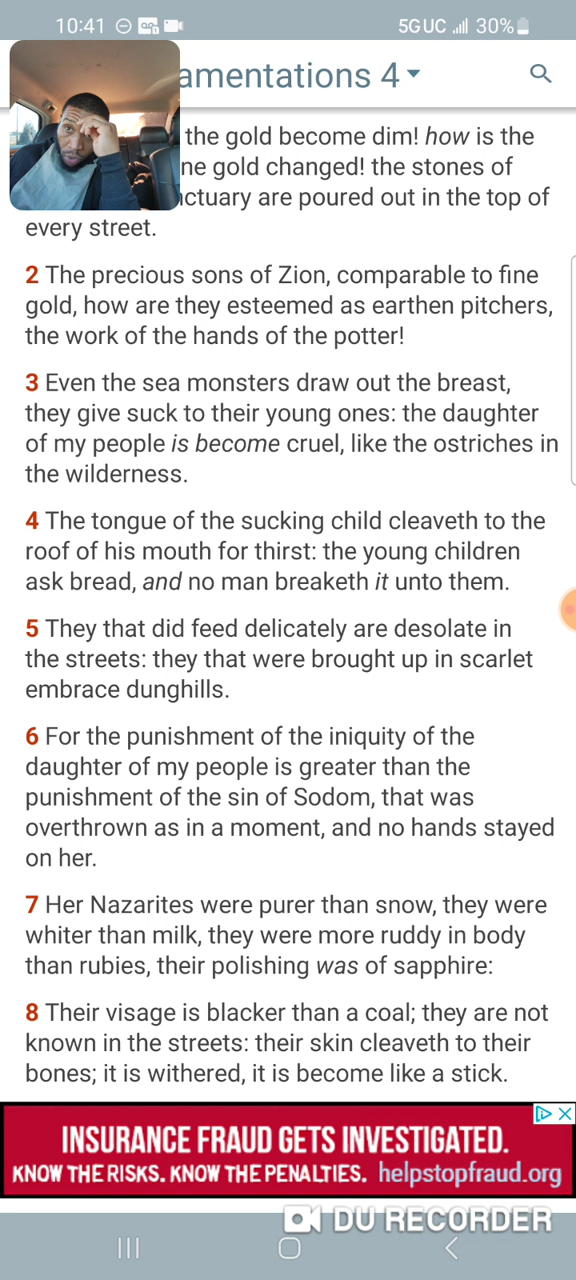 10:41
5G UC 30%
amentations 4
the gold become dim! how is the
ne gold changed! the stones of
nctuary are poured out in the top of
every street.
2 The precious sons of Zion, comparable to fine
gold, how are they esteemed as earthen pitchers,
the work of the hands of the potter!
3 Even the sea monsters draw out the breast,
they give suck to their young ones: the daughter
of my people is become cruel, like the ostriches in
the wilderness.
4 The tongue of the sucking child cleaveth to the
roof of his mouth for thirst: the young children
ask bread, and no man breaketh it unto them.
5 They that did feed delicately are desolate in
the streets: they that were brought up in scarlet
embrace dunghills.
6 For the punishment of the iniquity of the
daughter of my people is greater than the
punishment of the sin of Sodom, that was
overthrown as in a moment, and no hands stayed
on her.
7 Her Nazarites were purer than snow, they were
whiter than milk, they were more ruddy in body
than rubies, their polishing was of sapphire:
8 Their visage is blacker than a coal; they are not
known in the streets: their skin cleaveth to their
bones; it is withered, it is become like a stick.
INSURANCE FRAUD GETS INVESTIGATED.
KNOW THE RISKS. KNOW THE PENALTIES. helpstopfraud.org
DU RECORDER